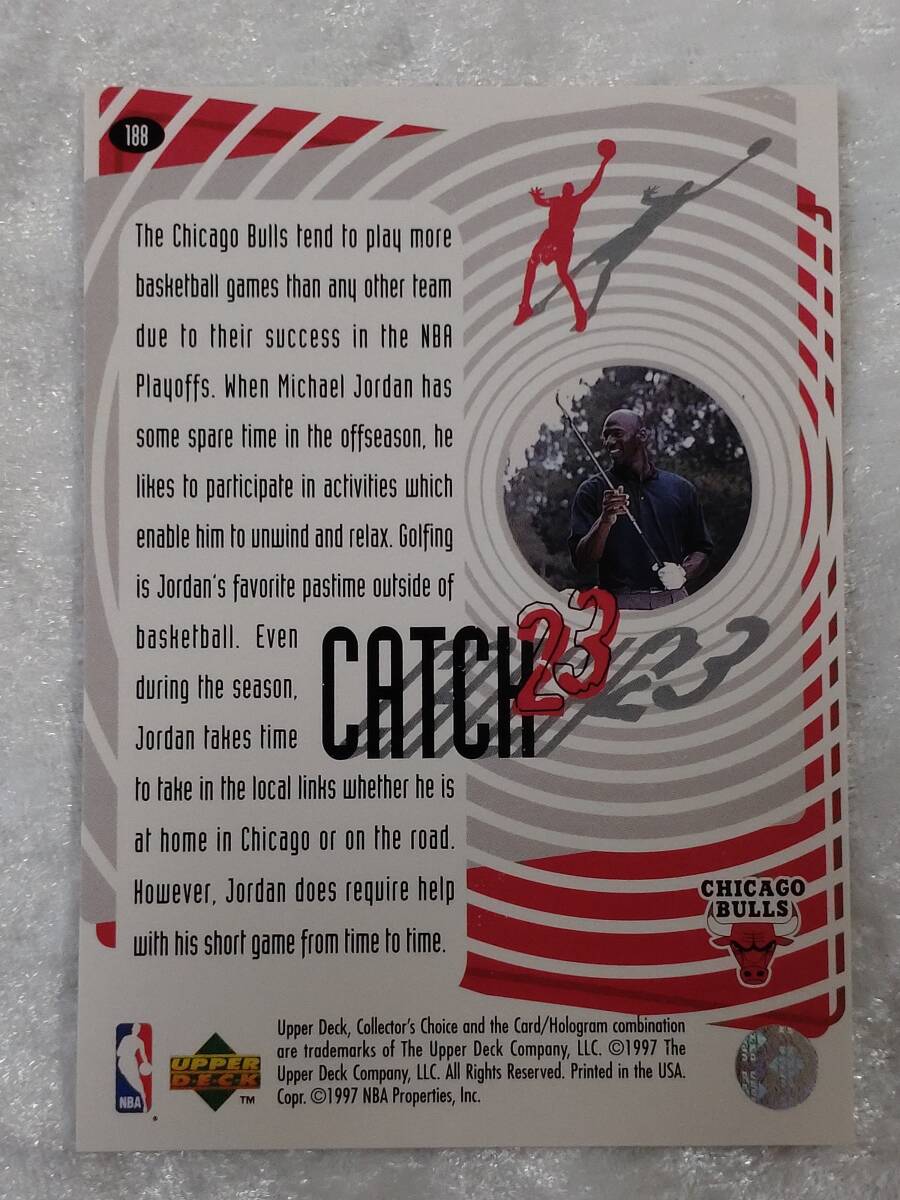 188
The Chicago Bulls tend to play more
basketball games than any other team
due to their success in the NBA
Playoffs. When Michael Jordan has
some spare time in the offseason, he
likes to participate in activities which
enable him to unwind and relax. Golfing
is Jordan's favorite pastime outside of
basketball. Even
during the season,
Jordan takes time
to take in the local links whether he is
at home in Chicago or on the road.
However, Jordan does require help
with his short game from time to time.
CATCH 23
CHICAGO
BULLS
NBA
UPPER
DECK
™
Upper Deck, Collector's Choice and the Card/Hologram combination
are trademarks of The Upper Deck Company, LLC. ©1997 The
Upper Deck Company, LLC. All Rights Reserved. Printed in the USA.
Copr. ©1997 NBA Properties, Inc.